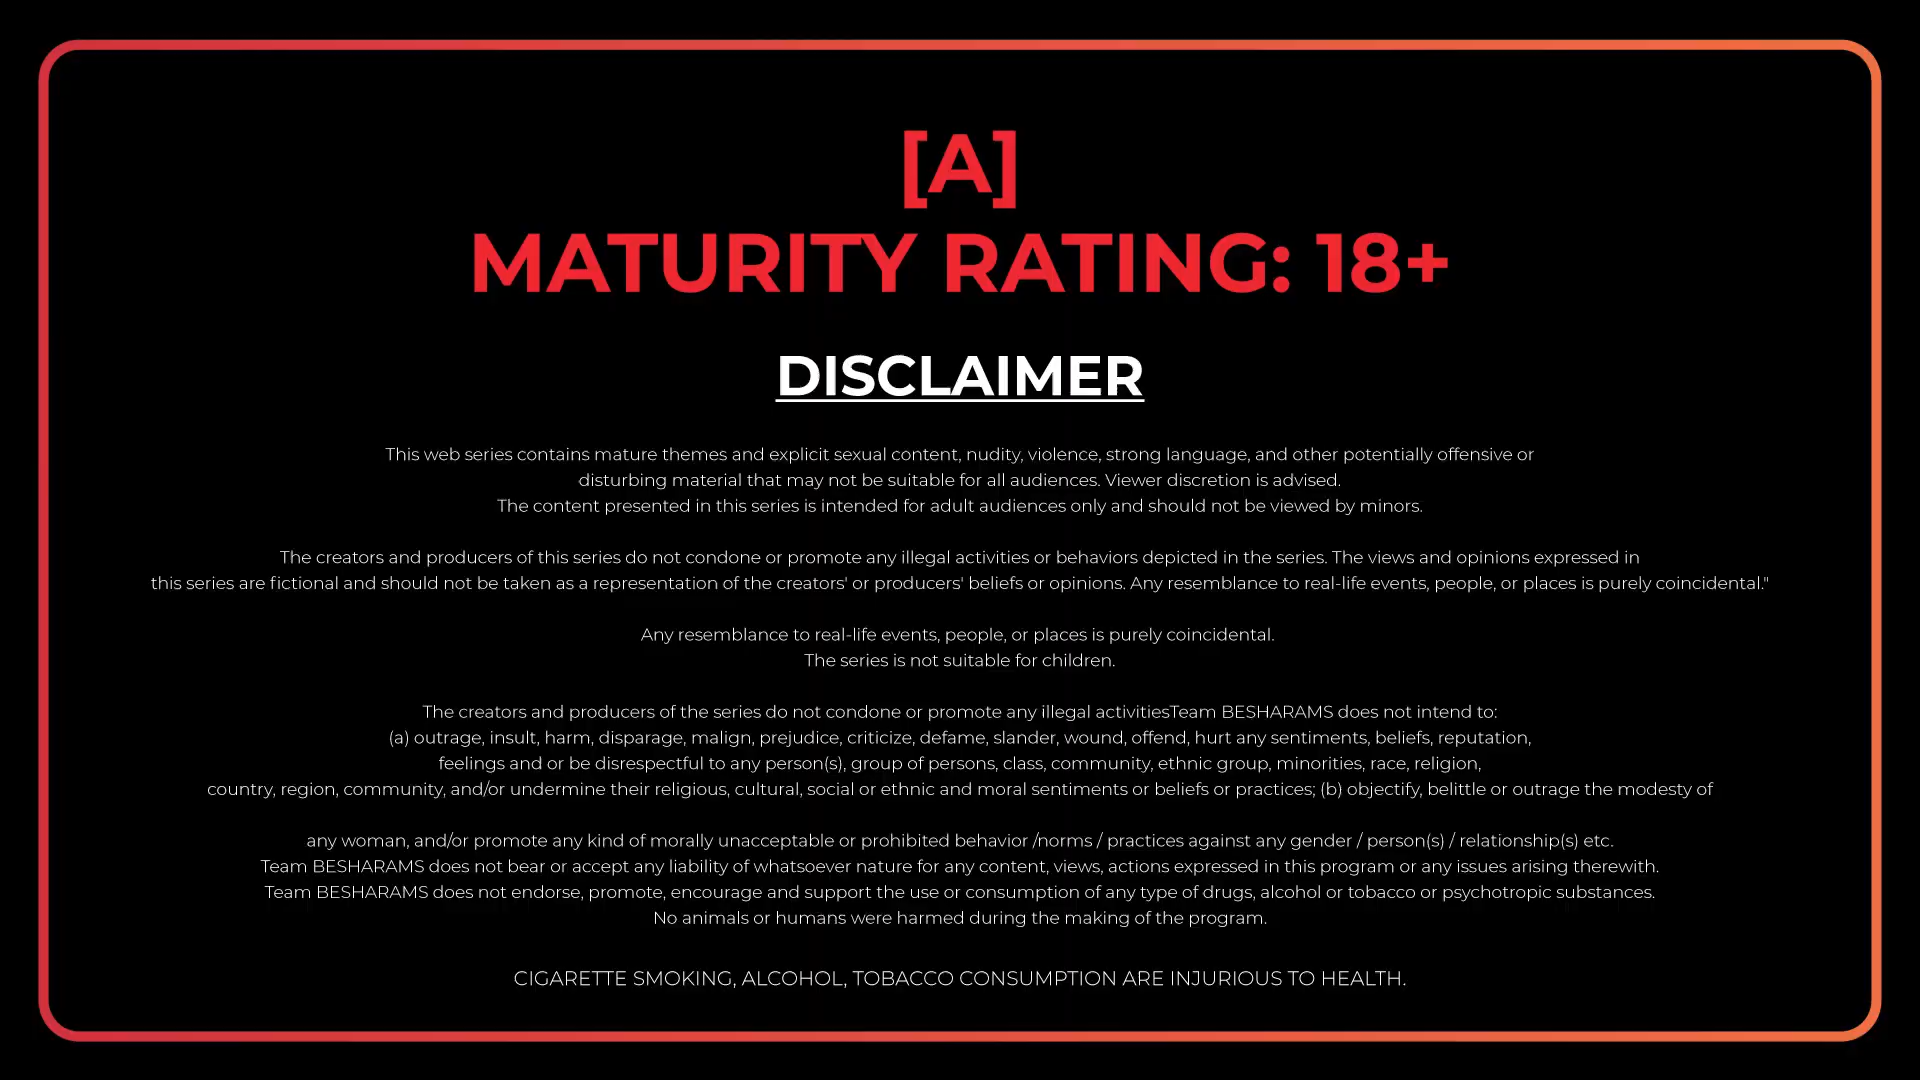 [A]
MATURITY RATING: 18+
DISCLAIMER
This web series contains mature themes and explicit sexual content, nudity, violence, strong language, and other potentially offensive or
disturbing material that may not be suitable for all audiences. Viewer discretion is advised.
The content presented in this series is intended for adult audiences only and should not be viewed by minors.
The creators and producers of this series do not condone or promote any illegal activities or behaviors depicted in the series. The views and opinions expressed in
this series are fictional and should not be taken as a representation of the creators' or producers' beliefs or opinions. Any resemblance to real-life events, people, or places is purely coincidental."
Any resemblance to real-life events, people, or places is purely coincidental.
The series is not suitable for children.
The creators and producers of the series do not condone or promote any illegal activitiesTeam BESHARAMS does not intend to:
(a) outrage, insult, harm, disparage, malign, prejudice, criticize, defame, slander, wound, offend, hurt any sentiments, beliefs, reputation,
feelings and or be disrespectful to any person(s), group of persons, class, community, ethnic group, minorities, race, religion,
country, region, community, and/or undermine their religious, cultural, social or ethnic and moral sentiments or beliefs or practices; (b) objectify, belittle or outrage the modesty of
any woman, and/or promote any kind of morally unacceptable or prohibited behavior /norms / practices against any gender / person(s) / relationship(s) etc.
Team BESHARAMS does not bear or accept any liability of whatsoever nature for any content, views, actions expressed in this program or any issues arising therewith.
Team BESHARAMS does not endorse, promote, encourage and support the use or consumption of any type of drugs, alcohol or tobacco or psychotropic substances.
No animals or humans were harmed during the making of the program.
CIGARETTE SMOKING, ALCOHOL, TOBACCO CONSUMPTION ARE INJURIOUS TO HEALTH.